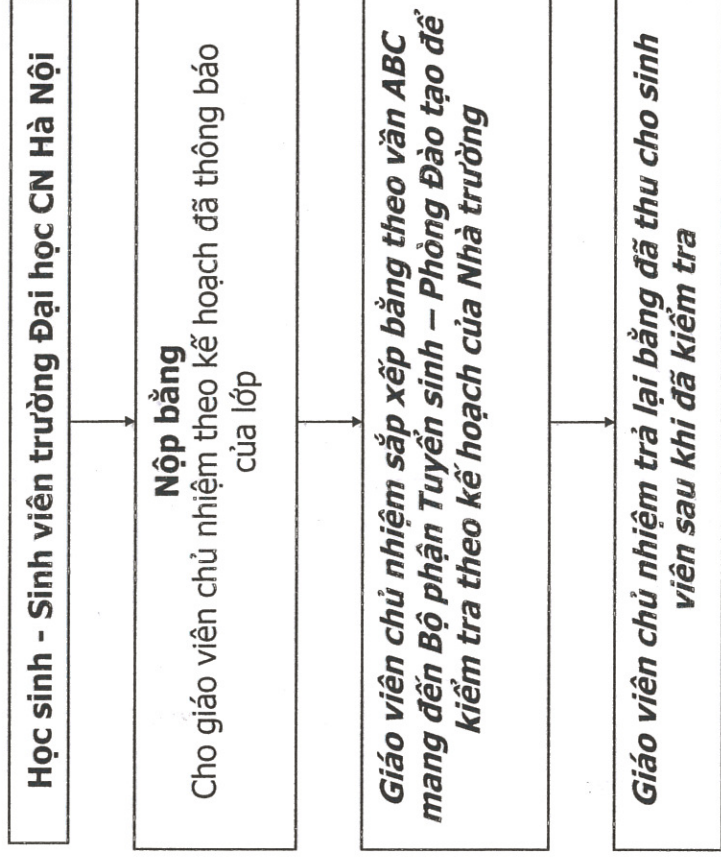 Học sinh - Sinh viên trường Đại học CN Hà Nội
Nộp bằng
Cho giáo viên chủ nhiệm theo kế hoạch đã thông báo
của lớp
Giáo viên chủ nhiệm sắp xếp bằng theo vần ABC
mang đến Bộ phận Tuyển sinh – Phòng Đào tạo để
kiểm tra theo kế hoạch của Nhà trường
Giáo viên chủ nhiệm trả lại bằng đã thu cho sinh
viên sau khi đã kiểm tra